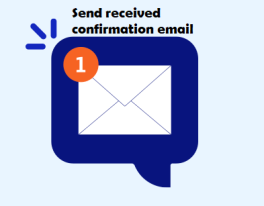 Send received
confirmation email
1